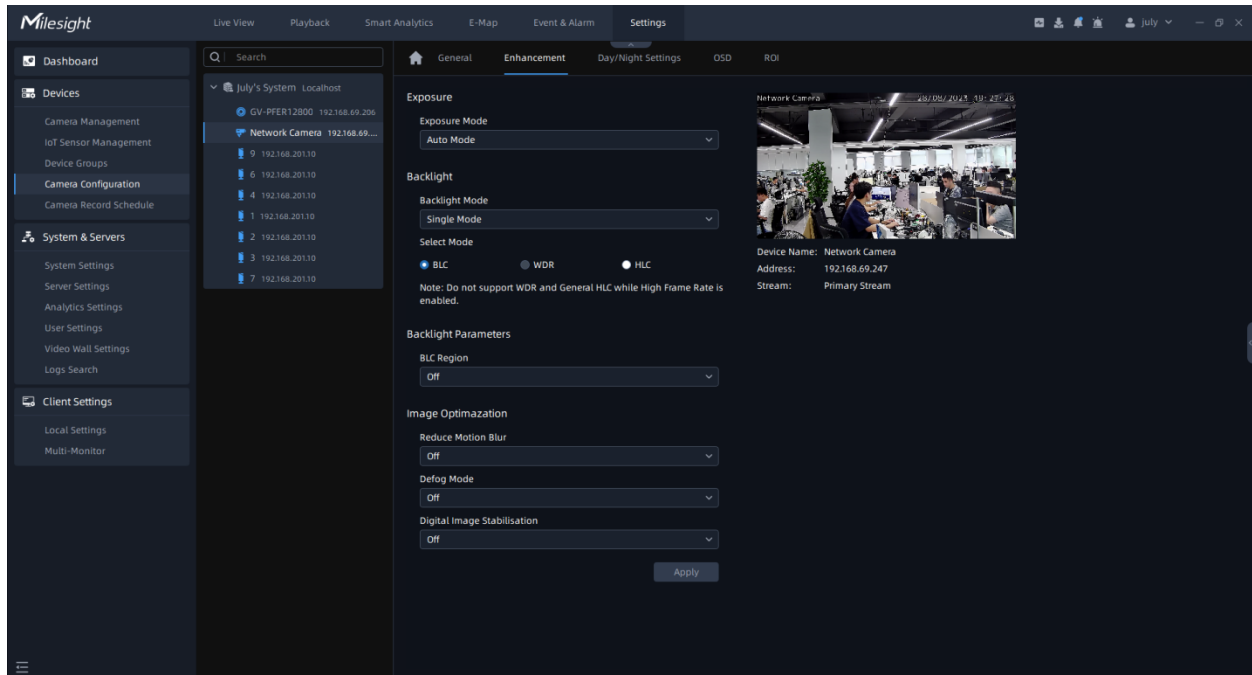 Milesight
Live View Playback Smart Analytics E-Map Event & Alarm Settings july
Dashboard
Devices
Camera Management
IoT Sensor Management
Device Groups
Camera Configuration
Camera Record Schedule
System & Servers
System Settings
Server Settings
Analytics Settings
User Settings
Video Wall Settings
Logs Search
Client Settings
Local Settings
Multi-Monitor
Search
July's System Localhost
GV-PFER12800 192.168.69.206
Network Camera 192.168.69....
9 192.168.201.10
6 192.168.201.10
4 192.168.201.10
1 192.168.201.10
2 192.168.201.10
3 192.168.201.10
7 192.168.201.10
General Enhancement Day/Night Settings OSD ROI
Exposure
Exposure Mode
Auto Mode
Backlight
Backlight Mode
Single Mode
Select Mode
BLC WDR HLC
Note: Do not support WDR and General HLC while High Frame Rate is
enabled.
Backlight Parameters
BLC Region
Off
Image Optimazation
Reduce Motion Blur
Off
Defog Mode
Off
Digital Image Stabilisation
Off
Apply
Network Camera
Device Name: Network Camera
Address: 192.168.69.247
Stream: Primary Stream